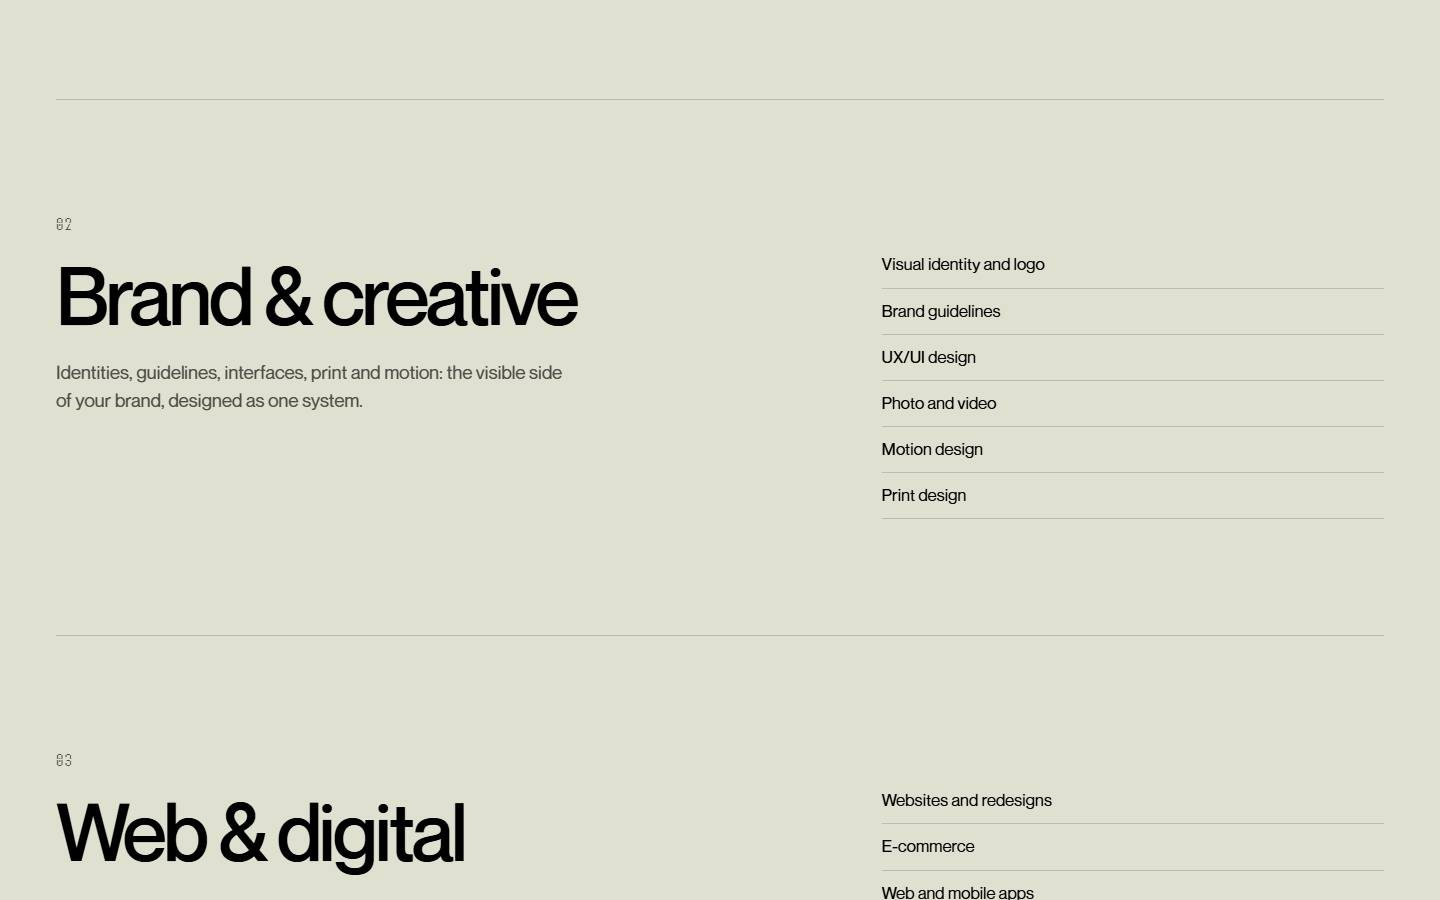 02
Brand & creative
Identities, guidelines, interfaces, print and motion: the visible side
of your brand, designed as one system.
Visual identity and logo
Brand guidelines
UX/UI design
Photo and video
Motion design
Print design
03
Web & digital
Websites and redesigns
E-commerce
Web and mobile apps